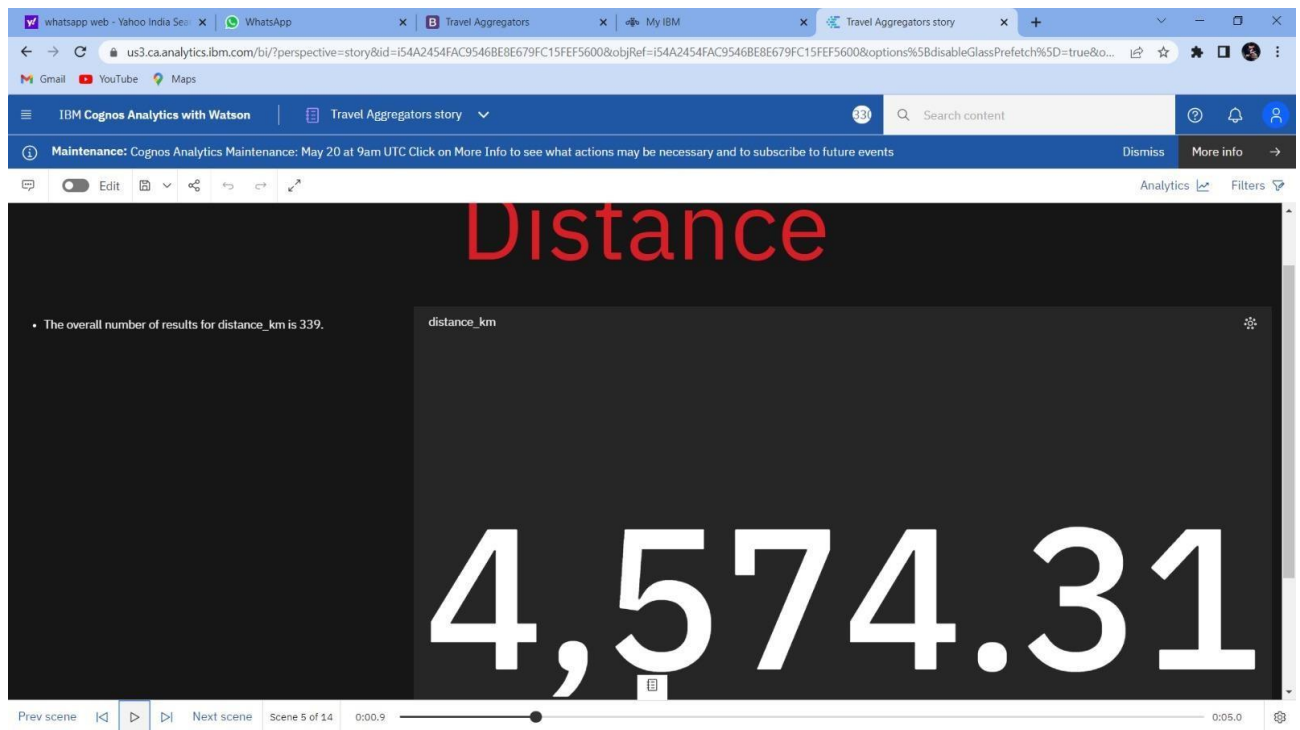 whatsapp web - Yahoo India Sea
WhatsApp
B Travel Aggregators
My IBM
Travel Aggregators story
us3.ca.analytics.ibm.com/bi/?perspective=story&id=i54A2454FAC9546BE8E679FC15FEF5600&objRef=i54A2454FAC9546BE8E679FC15FEF5600&options%5BdisableGlassPrefetch%5D=true&o...
Gmail YouTube Maps
IBM Cognos Analytics with Watson
Travel Aggregators story
Search content
Maintenance: Cognos Analytics Maintenance: May 20 at 9am UTC Click on More Info to see what actions may be necessary and to subscribe to future events
Dismiss More info
Edit
Analytics Filters
Distance
• The overall number of results for distance_km is 339.
distance_km
4,574.31
Prev scene Next scene Scene 5 of 14 0:00.9 0:05.0